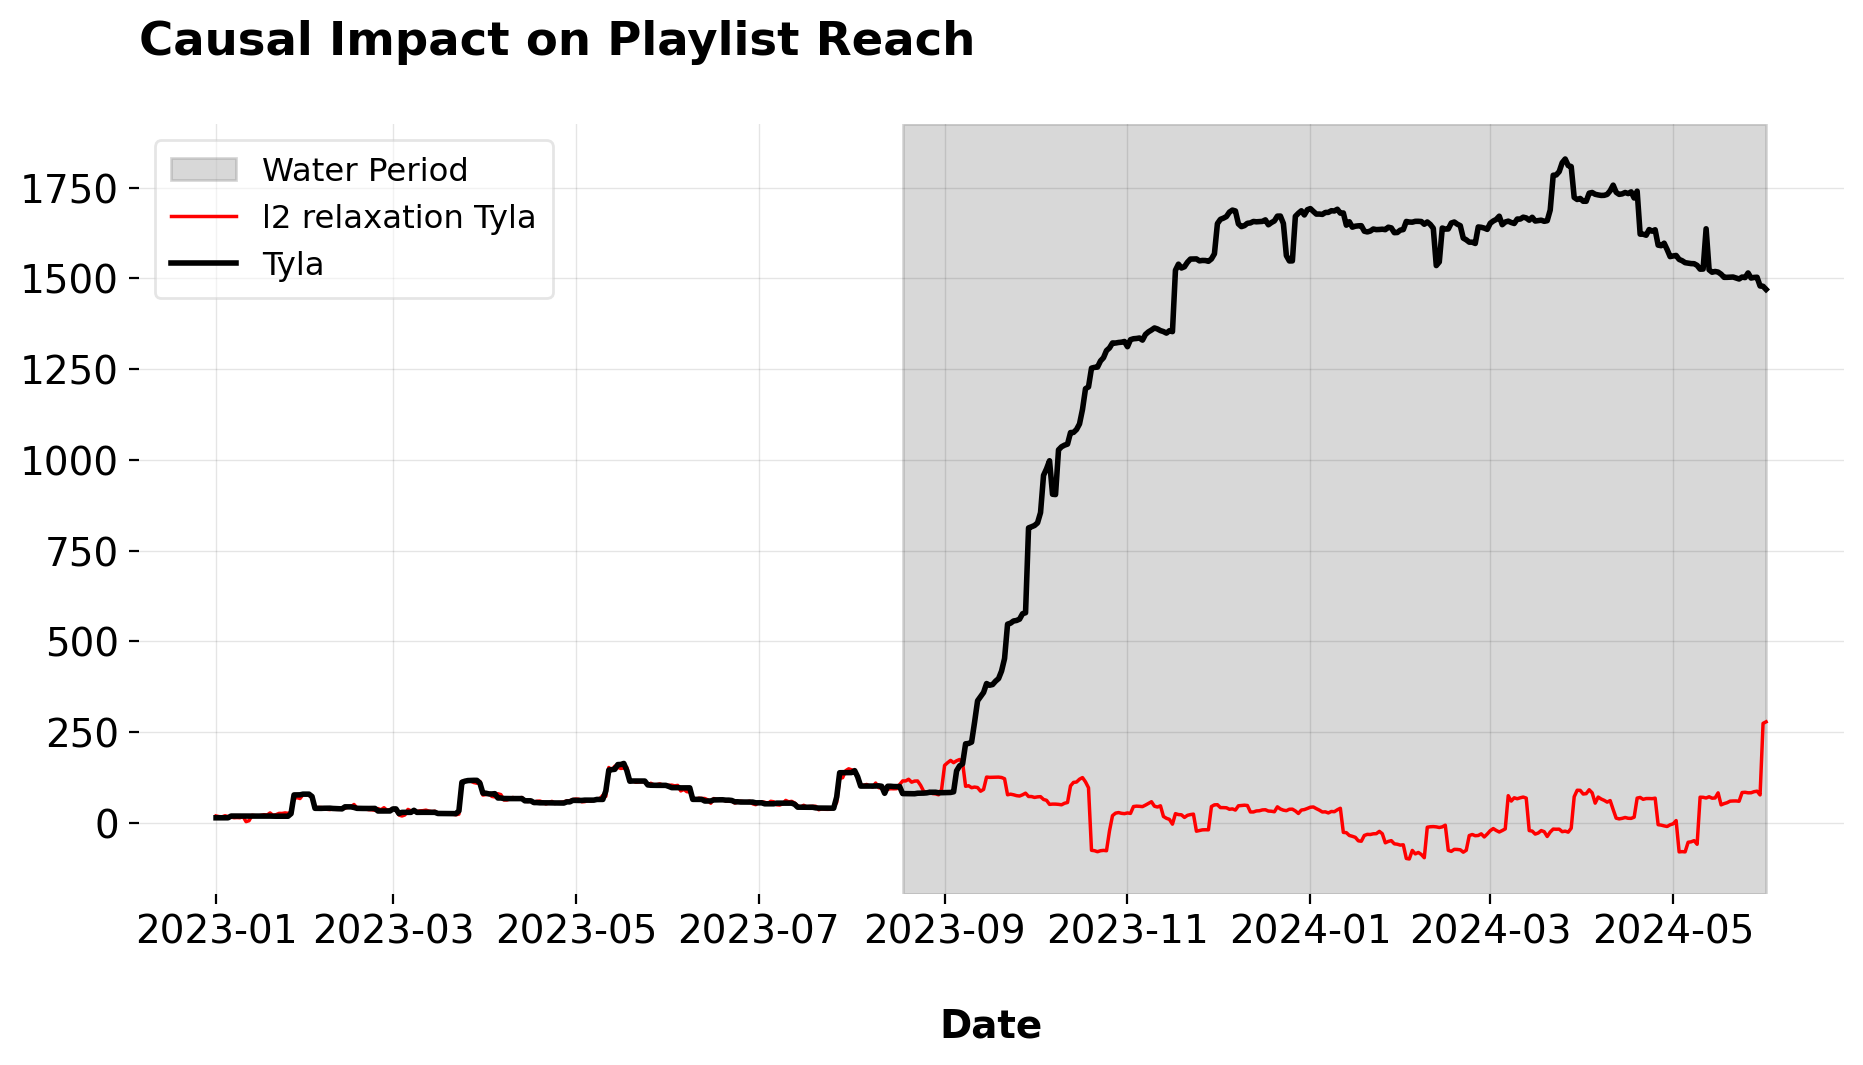 Causal Impact on Playlist Reach
Water Period
l2 relaxation Tyla
Tyla
1750
1500
1250
1000
750
500
250
0
2023-01 2023-03 2023-05 2023-07 2023-09 2023-11 2024-01 2024-03 2024-05
Date